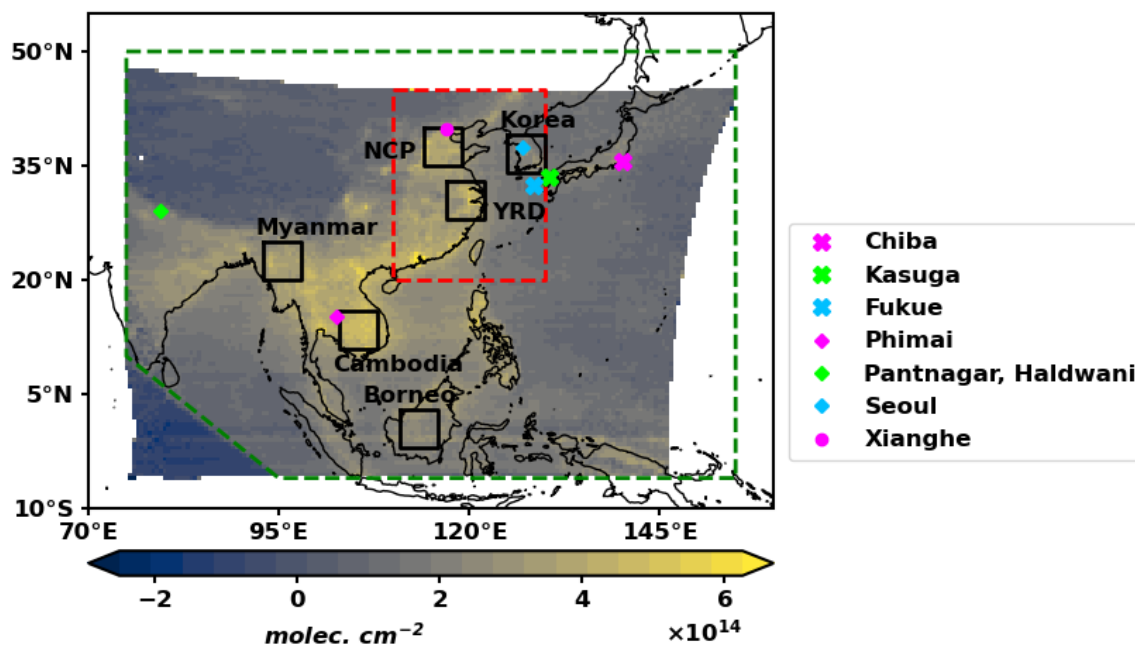 50°N
35°N
20°N
5°N
10°S
70°E
95°E
120°E
145°E
Korea
NCP
YRD
Myanmar
Cambodia
Borneo
−2
0
2
4
6
molec. cm⁻²
×10¹⁴
Chiba
Kasuga
Fukue
Phimai
Pantnagar, Haldwani
Seoul
Xianghe